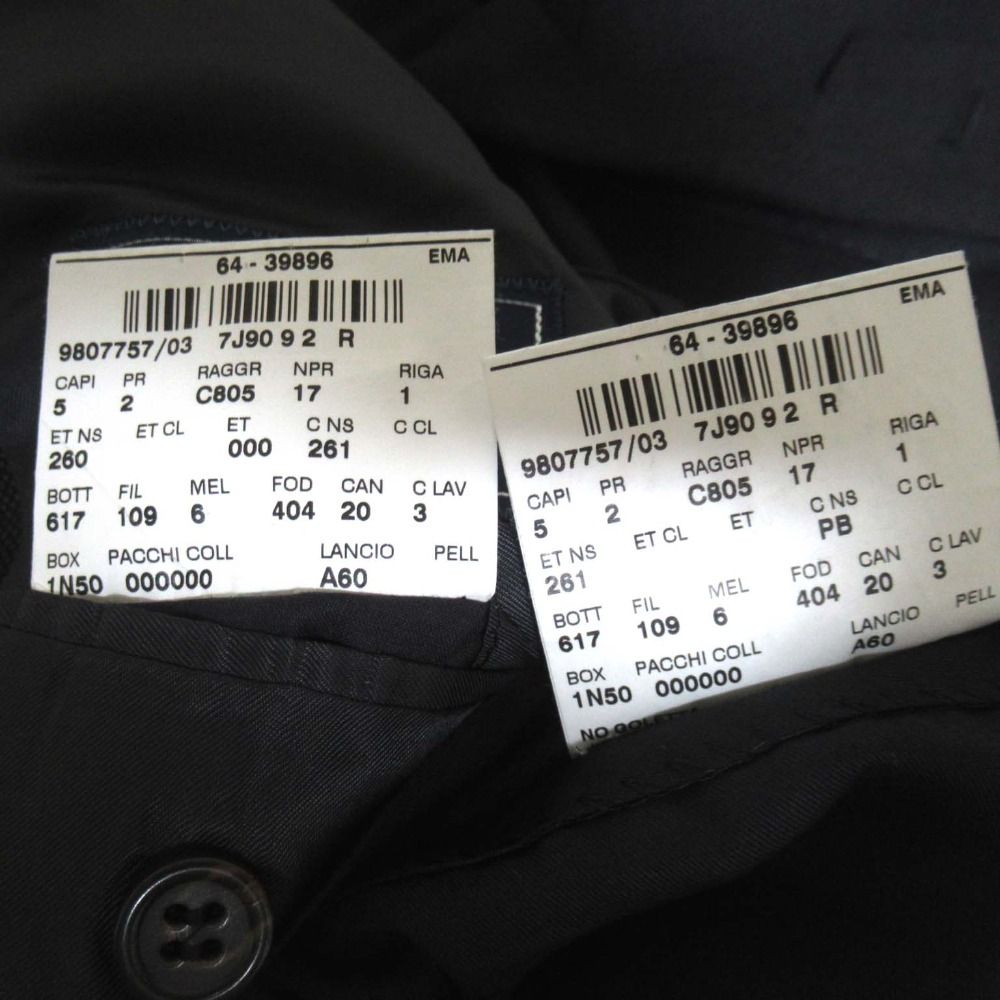 64 - 39896 EMA
9807757/03 7J90 9 2 R
CAPI PR RAGGR NPR RIGA
5 2 C805 17 1
ET NS ET CL ET C NS C CL
260 000 261
BOTT FIL MEL FOD CAN C LAV
617 109 6 404 20 3
BOX PACCHI COLL LANCIO PELL
1N50 000000 A60
64 - 39896 EMA
9807757/03 7J90 9 2 R
CAPI PR RAGGR NPR RIGA
5 2 C805 17 1
ET NS ET CL ET C NS C CL
261 PB
BOTT FIL MEL FOD CAN C LAV
617 109 6 404 20 3
BOX PACCHI COLL LANCIO PELL
1N50 000000 A60
NO